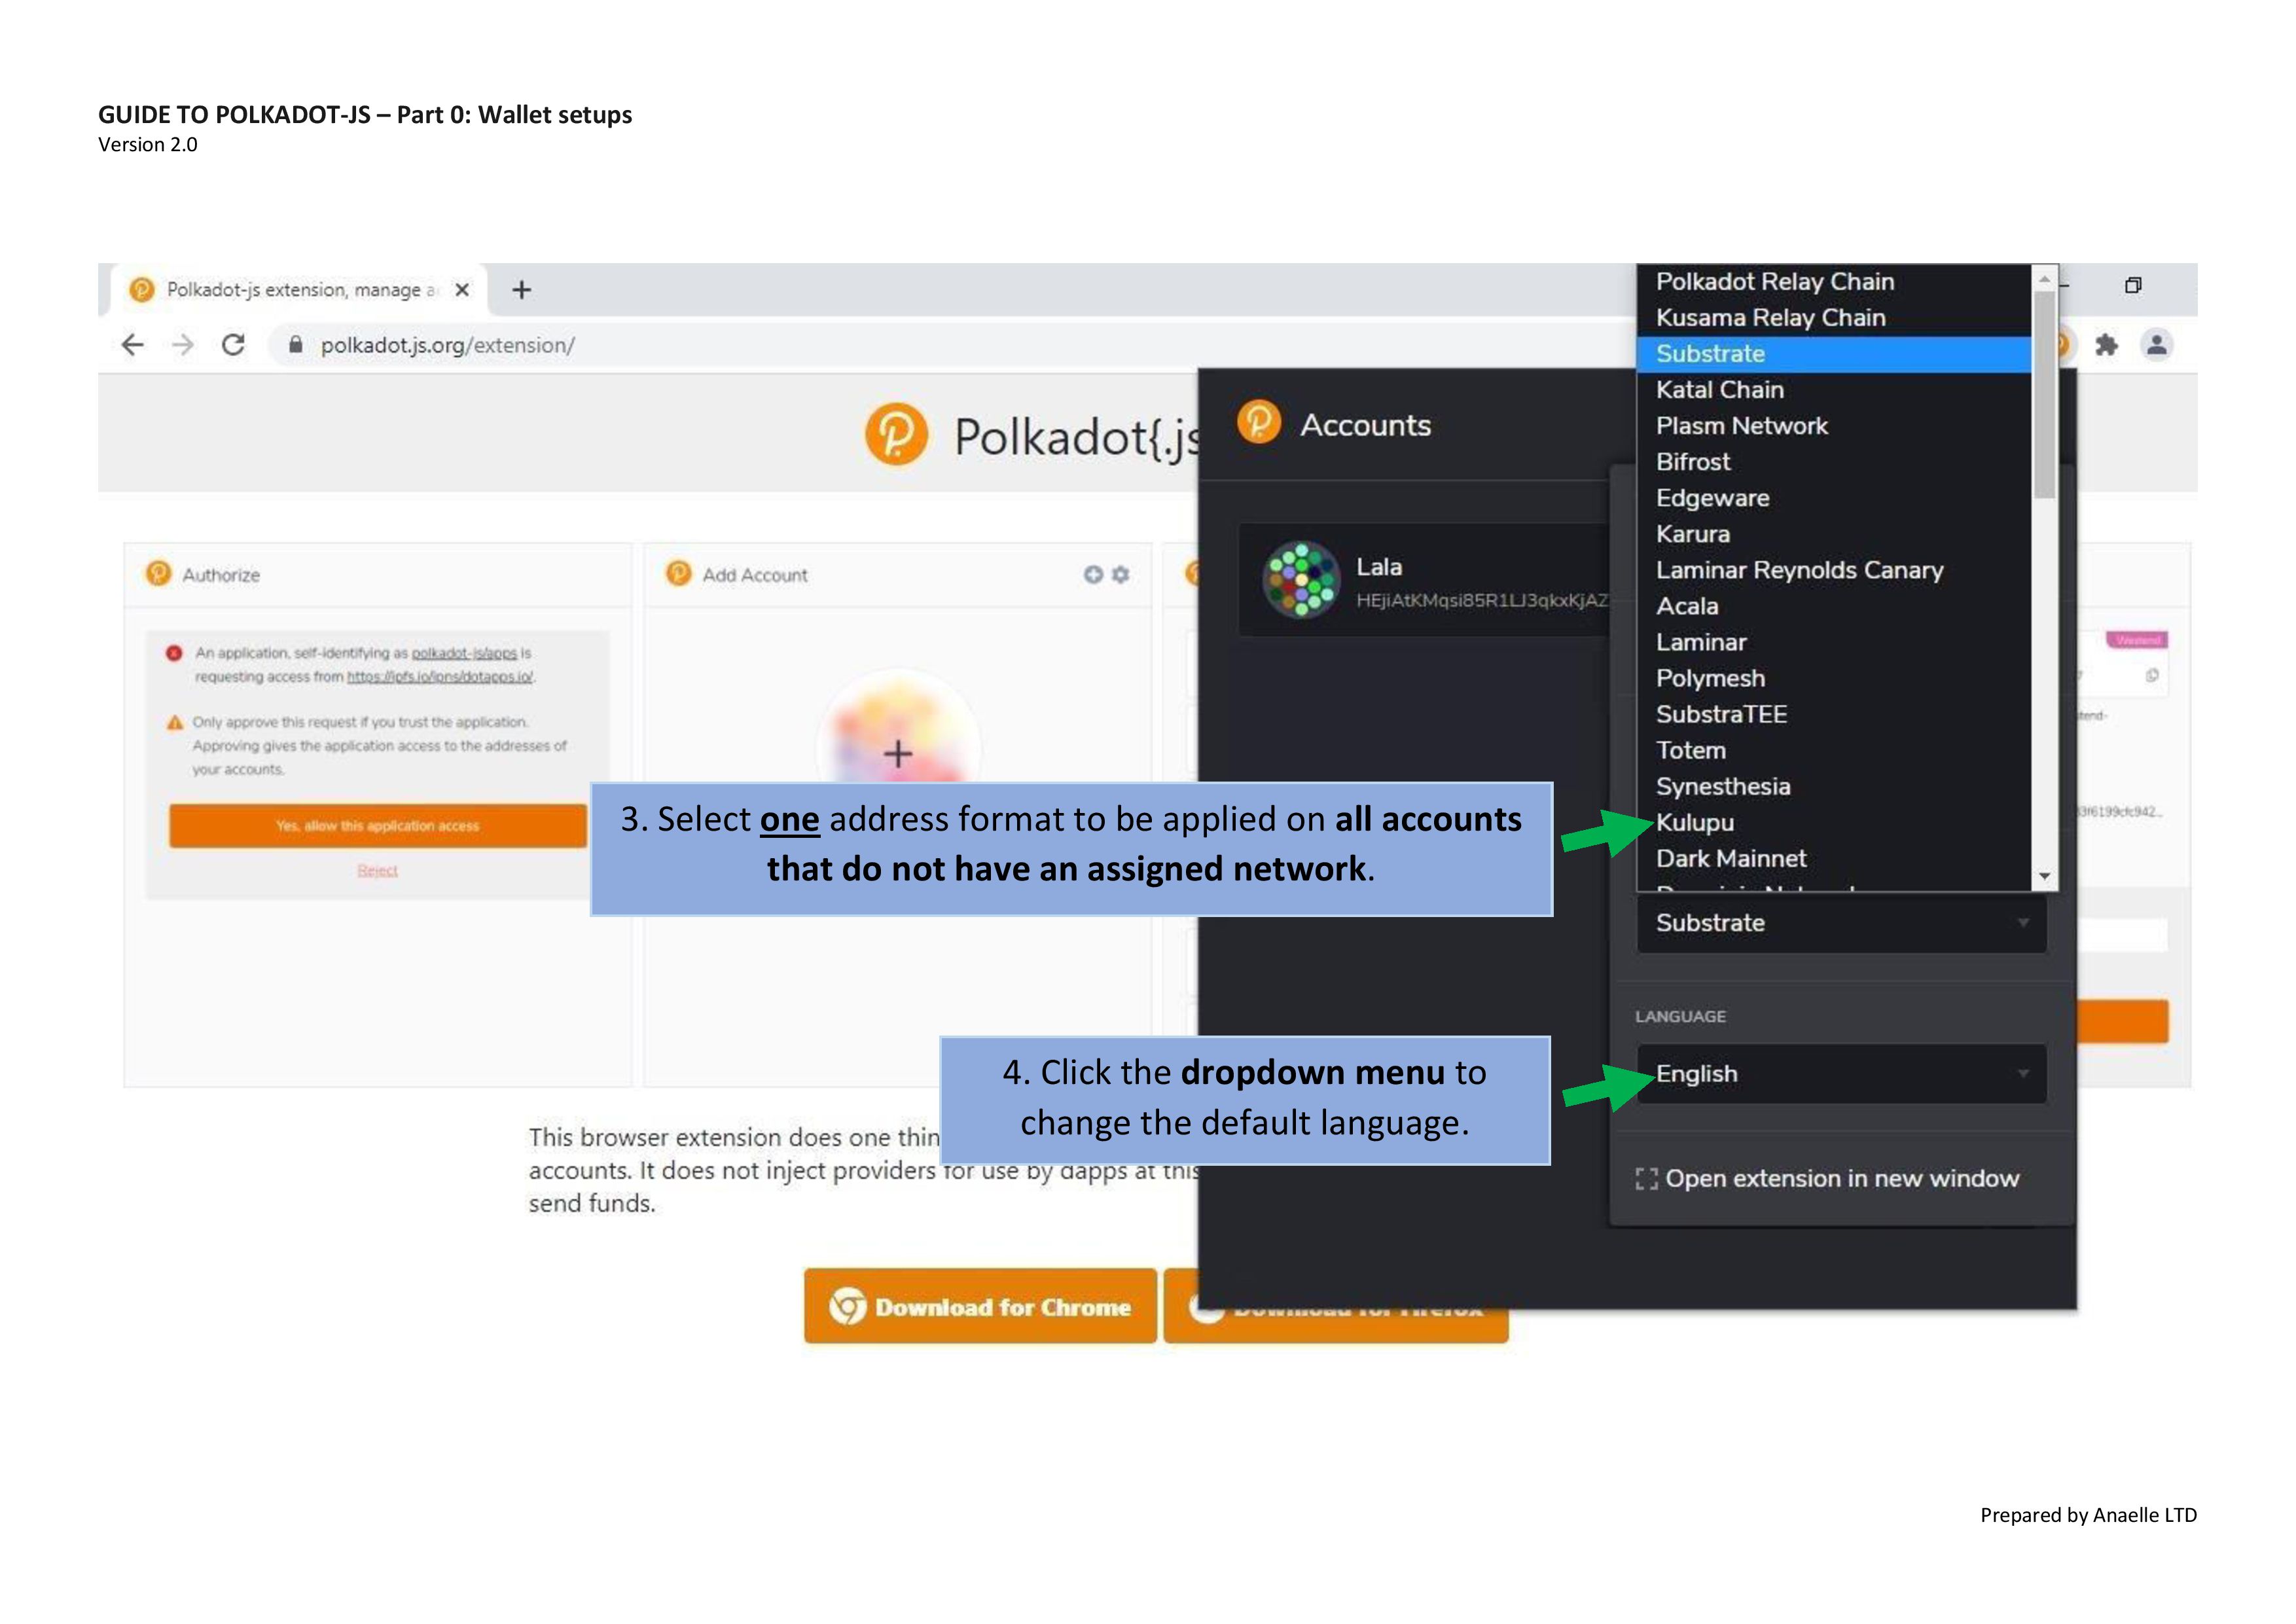 GUIDE TO POLKADOT-JS – Part 0: Wallet setups
Version 2.0
Polkadot-js extension, manage a
polkadot.js.org/extension/
Polkadot{.js
Authorize
An application, self-identifying as polkadot-js/apps is
requesting access from https://ipfs.io/ipns/dotapps.io/.
Only approve this request if you trust the application.
Approving gives the application access to the addresses of
your accounts.
Yes, allow this application access
Reject
Add Account
Accounts
Lala
HEjiAtKMqsi85R1LJ3qkxKjAZ
Polkadot Relay Chain
Kusama Relay Chain
Substrate
Katal Chain
Plasm Network
Bifrost
Edgeware
Karura
Laminar Reynolds Canary
Acala
Laminar
Polymesh
SubstraTEE
Totem
Synesthesia
Kulupu
Dark Mainnet
Substrate
LANGUAGE
English
Open extension in new window
Westend
tend-
3f6199cfc942...
3. Select one address format to be applied on all accounts
that do not have an assigned network.
4. Click the dropdown menu to
change the default language.
This browser extension does one thin
accounts. It does not inject providers for use by dapps at this
send funds.
Download for Chrome
Download for Firefox
Prepared by Anaelle LTD